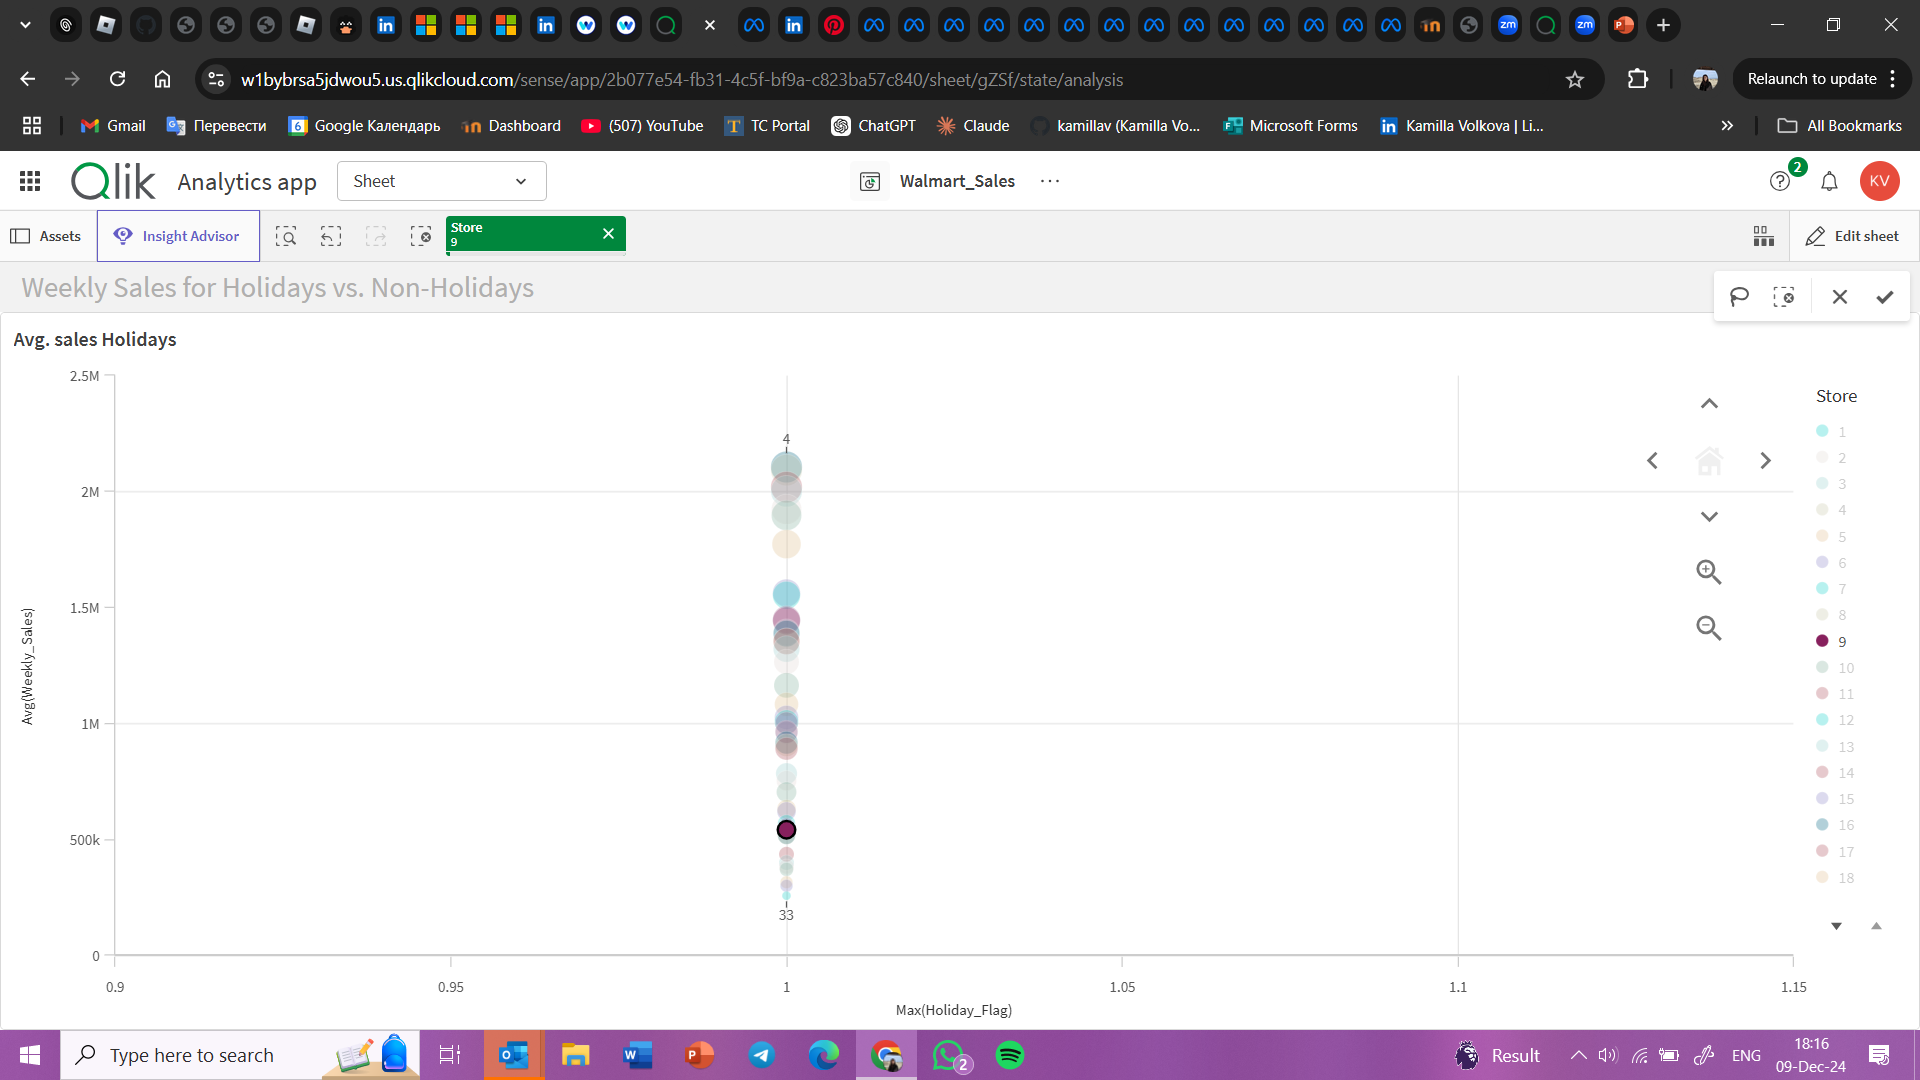 w1bybrsa5jdwou5.us.qlikcloud.com/sense/app/2b077e54-fb31-4c5f-bf9a-c823ba57c840/sheet/gZSf/state/analysis
Relaunch to update
Gmail
Перевести
Google Календарь
Dashboard
(507) YouTube
TC Portal
ChatGPT
Claude
kamillav (Kamilla Vo...
Microsoft Forms
Kamilla Volkova | Li...
All Bookmarks
Qlik
Analytics app
Sheet
Walmart_Sales
2
KV
Assets
Insight Advisor
Store
9
Edit sheet
Weekly Sales for Holidays vs. Non-Holidays
Avg. sales Holidays
2.5M
2M
1.5M
1M
500k
0
Avg(Weekly_Sales)
4
33
0.9
0.95
1
1.05
1.1
1.15
Max(Holiday_Flag)
Store
1
2
3
4
5
6
7
8
9
10
11
12
13
14
15
16
17
18
Type here to search
2
Result
ENG
18:16
09-Dec-24